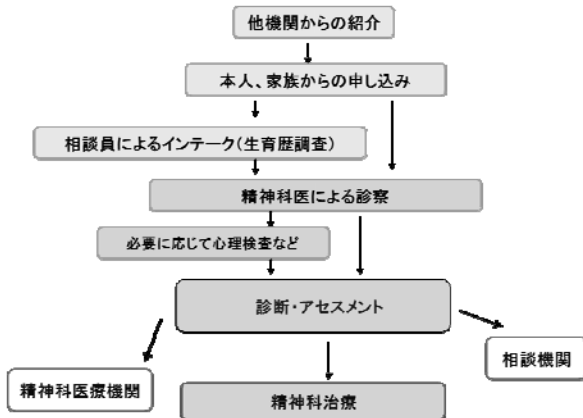 他機関からの紹介
本人、家族からの申し込み
相談員によるインテーク(生育歴調査)
精神科医による診察
必要に応じて心理検査など
診断・アセスメント
相談機関
精神科医療機関
精神科治療